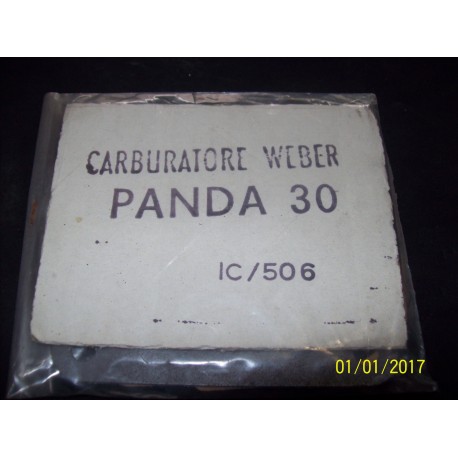 CARBURATORE WEBER
PANDA 30
IC/506
01/01/2017